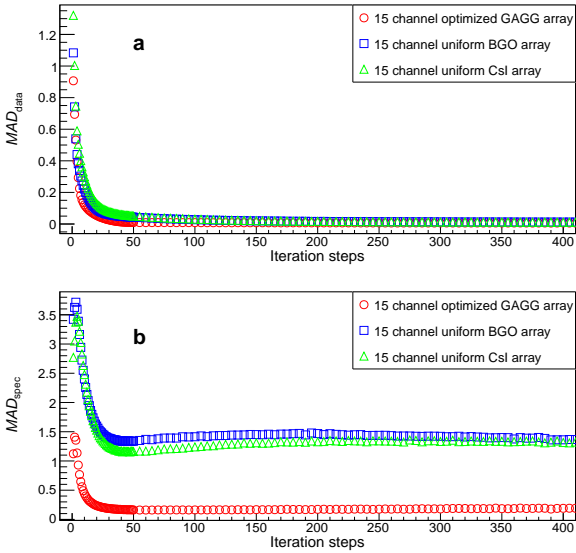 a
15 channel optimized GAGG array
15 channel uniform BGO array
15 channel uniform CsI array
MAD_data
1.2
1
0.8
0.6
0.4
0.2
0
0 50 100 150 200 250 300 350 400
Iteration steps
b
15 channel optimized GAGG array
15 channel uniform BGO array
15 channel uniform CsI array
MAD_spec
3.5
3
2.5
2
1.5
1
0.5
0
0 50 100 150 200 250 300 350 400
Iteration steps